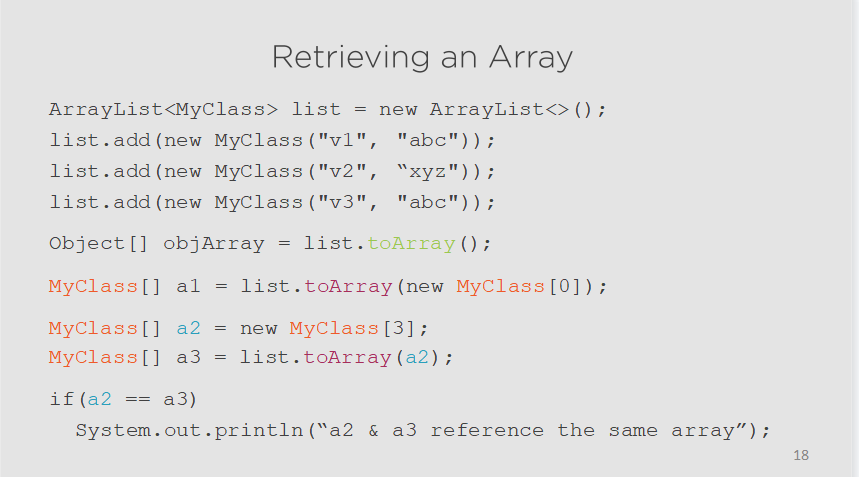 Retrieving an Array
ArrayList<MyClass> list = new ArrayList<>();
list.add(new MyClass("v1", "abc"));
list.add(new MyClass("v2", “xyz"));
list.add(new MyClass("v3", "abc"));
Object[] objArray = list.toArray();
MyClass[] a1 = list.toArray(new MyClass[0]);
MyClass[] a2 = new MyClass[3];
MyClass[] a3 = list.toArray(a2);
if(a2 == a3)
  System.out.println(“a2 & a3 reference the same array”);
18